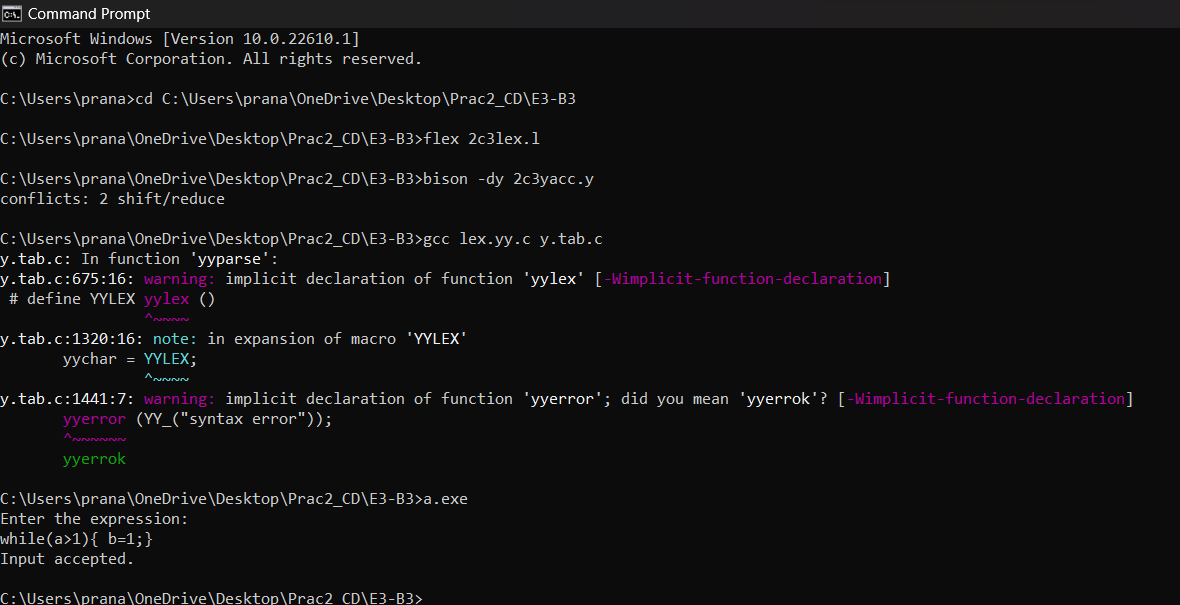 Command Prompt
Microsoft Windows [Version 10.0.22610.1]
(c) Microsoft Corporation. All rights reserved.
C:\Users\prana>cd C:\Users\prana\OneDrive\Desktop\Prac2_CD\E3-B3
C:\Users\prana\OneDrive\Desktop\Prac2_CD\E3-B3>flex 2c3lex.l
C:\Users\prana\OneDrive\Desktop\Prac2_CD\E3-B3>bison -dy 2c3yacc.y
conflicts: 2 shift/reduce
C:\Users\prana\OneDrive\Desktop\Prac2_CD\E3-B3>gcc lex.yy.c y.tab.c
y.tab.c: In function 'yyparse':
y.tab.c:675:16: warning: implicit declaration of function 'yylex' [-Wimplicit-function-declaration]
 # define YYLEX yylex ()
                ^~~~~
y.tab.c:1320:16: note: in expansion of macro 'YYLEX'
       yychar = YYLEX;
                ^~~~~
y.tab.c:1441:7: warning: implicit declaration of function 'yyerror'; did you mean 'yyerrok'? [-Wimplicit-function-declaration]
       yyerror (YY_("syntax error"));
       ^~~~~~~
       yyerrok
C:\Users\prana\OneDrive\Desktop\Prac2_CD\E3-B3>a.exe
Enter the expression:
while(a>1){ b=1;}
Input accepted.
C:\Users\prana\OneDrive\Desktop\Prac2_CD\E3-B3>